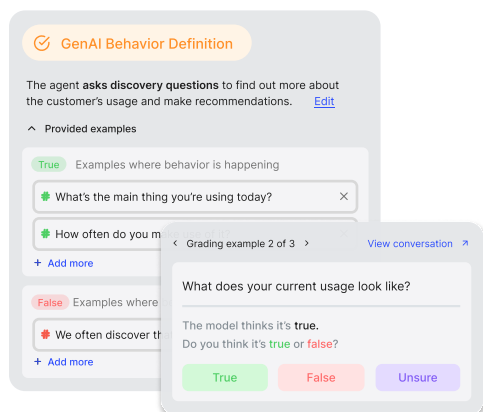 GenAI Behavior Definition
The agent asks discovery questions to find out more about
the customer's usage and make recommendations. Edit
Provided examples
True Examples where behavior is happening
What's the main thing you're using today?
How often do you make use of it?
+ Add more
False Examples where
We often discover
+ Add more
Grading example 2 of 3
View conversation
What does your current usage look like?
The model thinks it's true.
Do you think it's true or false?
True
False
Unsure